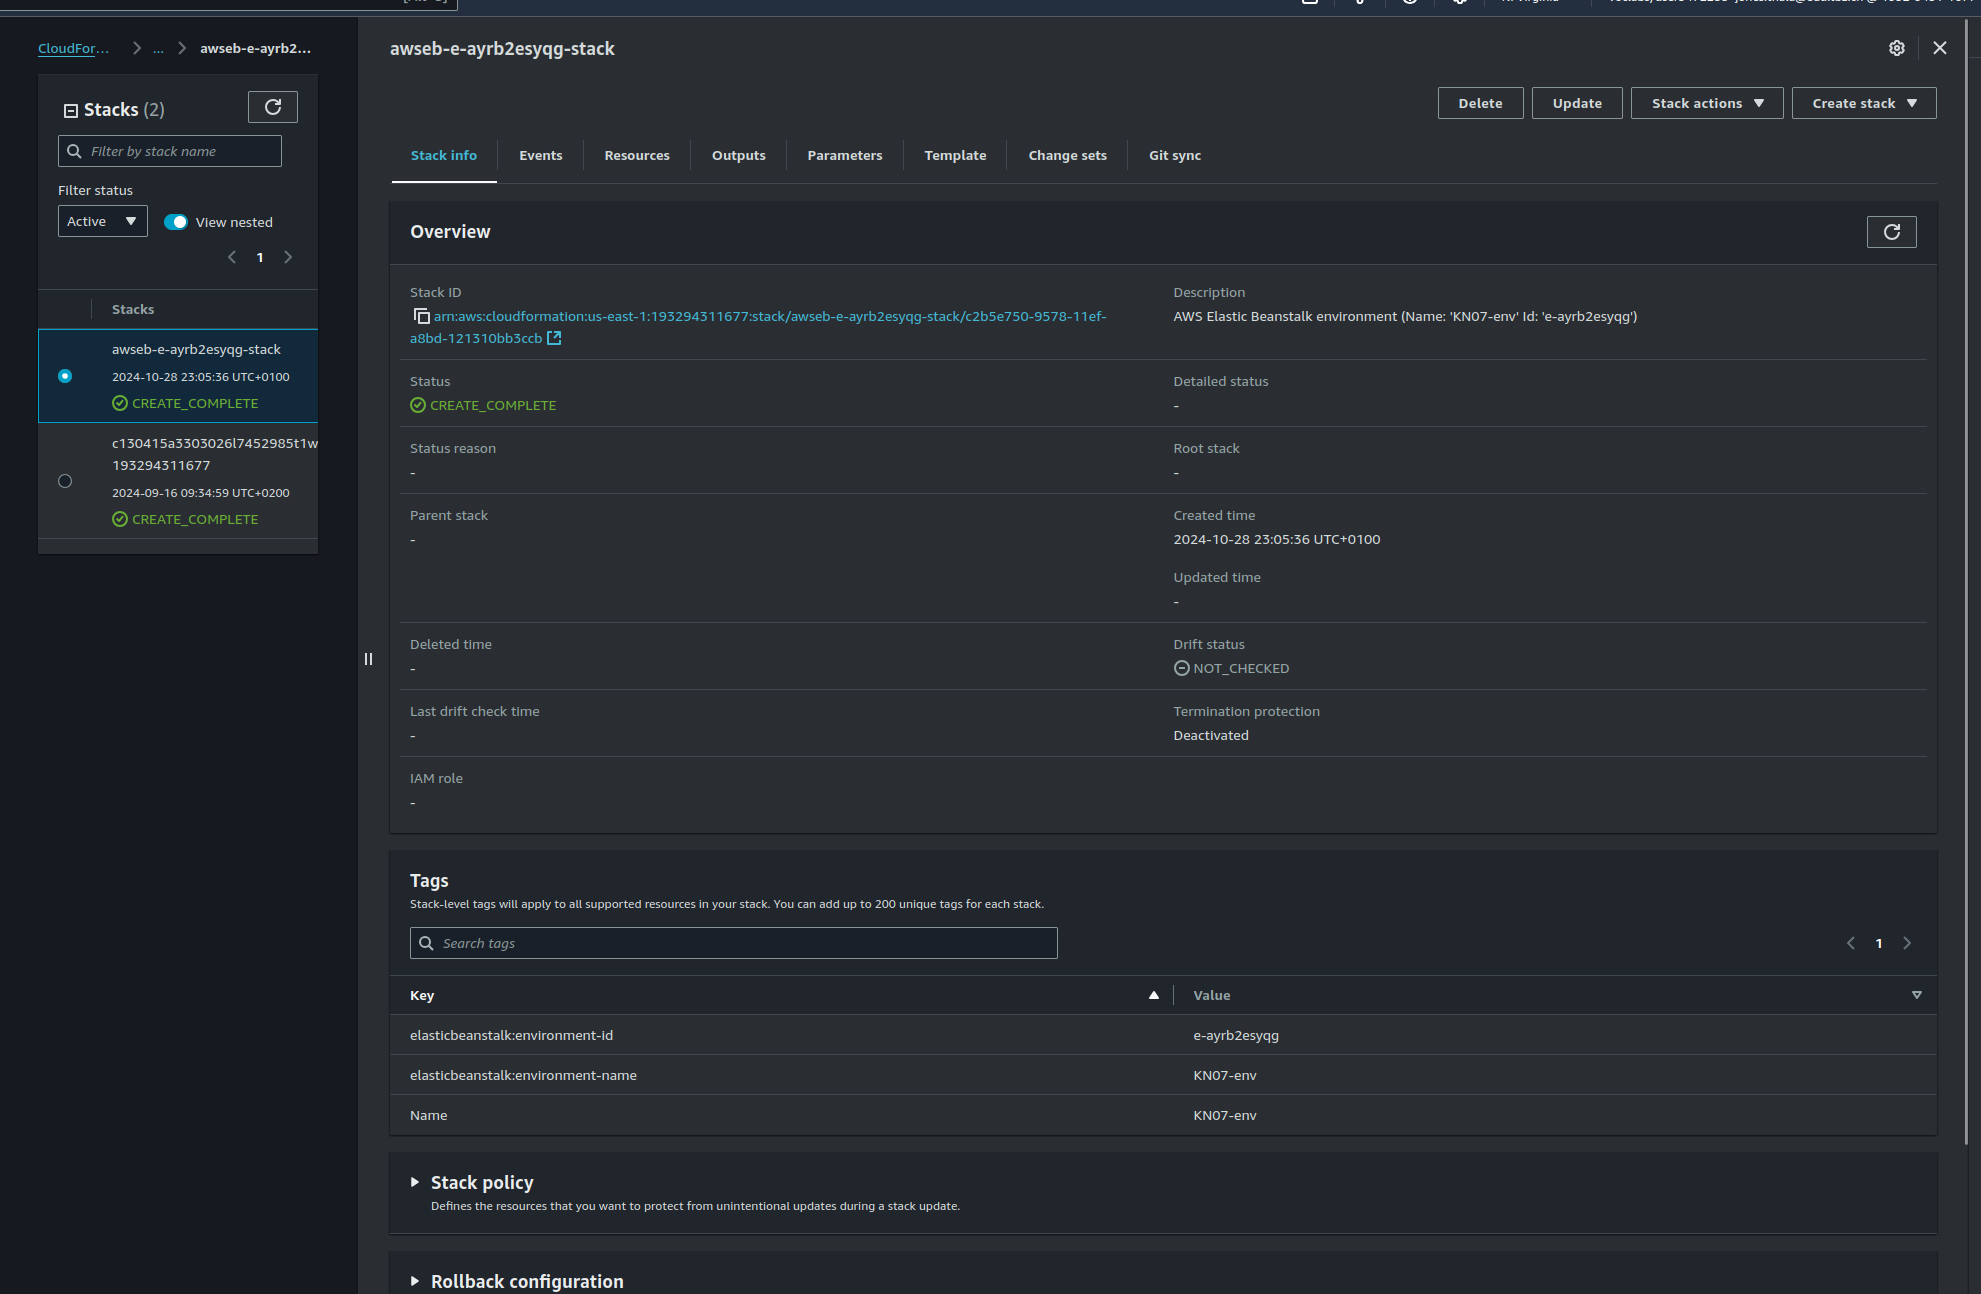 CloudFor... > ... > awseb-e-ayrb2...
Stacks (2)
Filter by stack name
Filter status
Active
View nested
1
Stacks
awseb-e-ayrb2esyqg-stack
2024-10-28 23:05:36 UTC+0100
CREATE_COMPLETE
c130415a3303026l7452985t1w
193294311677
2024-09-16 09:34:59 UTC+0200
CREATE_COMPLETE
awseb-e-ayrb2esyqg-stack
Delete
Update
Stack actions
Create stack
Stack info
Events
Resources
Outputs
Parameters
Template
Change sets
Git sync
Overview
Stack ID
arn:aws:cloudformation:us-east-1:193294311677:stack/awseb-e-ayrb2esyqg-stack/c2b5e750-9578-11ef-
a8bd-121310bb3ccb
Description
AWS Elastic Beanstalk environment (Name: 'KN07-env' Id: 'e-ayrb2esyqg')
Status
CREATE_COMPLETE
Detailed status
-
Status reason
-
Root stack
-
Parent stack
-
Created time
2024-10-28 23:05:36 UTC+0100
Updated time
-
Deleted time
-
Drift status
NOT_CHECKED
Last drift check time
-
Termination protection
Deactivated
IAM role
-
Tags
Stack-level tags will apply to all supported resources in your stack. You can add up to 200 unique tags for each stack.
Search tags
1
Key
Value
elasticbeanstalk:environment-id
e-ayrb2esyqg
elasticbeanstalk:environment-name
KN07-env
Name
KN07-env
Stack policy
Defines the resources that you want to protect from unintentional updates during a stack update.
Rollback configuration